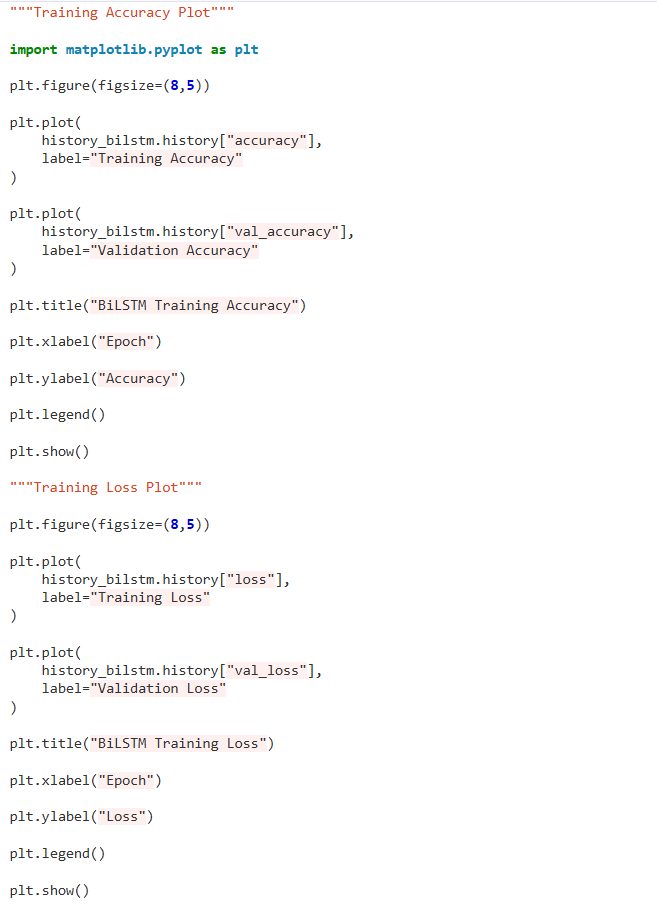 """Training Accuracy Plot"""
import matplotlib.pyplot as plt
plt.figure(figsize=(8,5))
plt.plot(
    history_bilstm.history["accuracy"],
    label="Training Accuracy"
)
plt.plot(
    history_bilstm.history["val_accuracy"],
    label="Validation Accuracy"
)
plt.title("BiLSTM Training Accuracy")
plt.xlabel("Epoch")
plt.ylabel("Accuracy")
plt.legend()
plt.show()
"""Training Loss Plot"""
plt.figure(figsize=(8,5))
plt.plot(
    history_bilstm.history["loss"],
    label="Training Loss"
)
plt.plot(
    history_bilstm.history["val_loss"],
    label="Validation Loss"
)
plt.title("BiLSTM Training Loss")
plt.xlabel("Epoch")
plt.ylabel("Loss")
plt.legend()
plt.show()